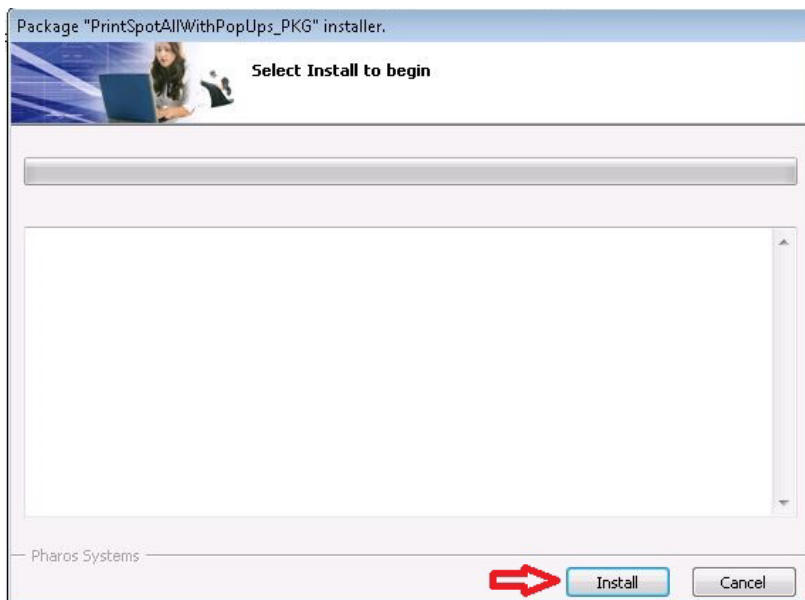 Package "PrintSpotAllWithPopUps_PKG" installer.
Select Install to begin
Pharos Systems
Install
Cancel